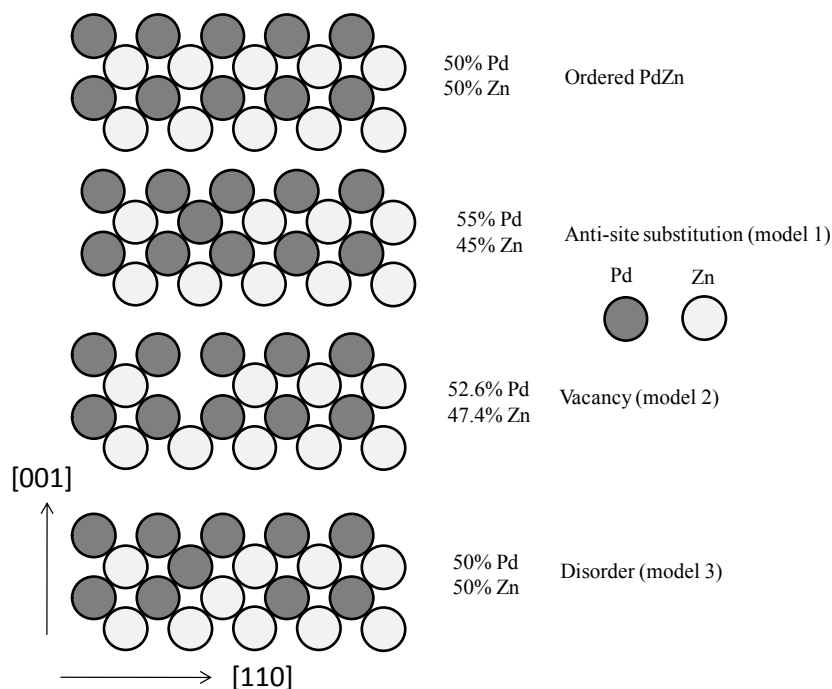 50% Pd
50% Zn
Ordered PdZn
55% Pd
45% Zn
Anti-site substitution (model 1)
Pd
Zn
52.6% Pd
47.4% Zn
Vacancy (model 2)
[001]
50% Pd
50% Zn
Disorder (model 3)
[110]